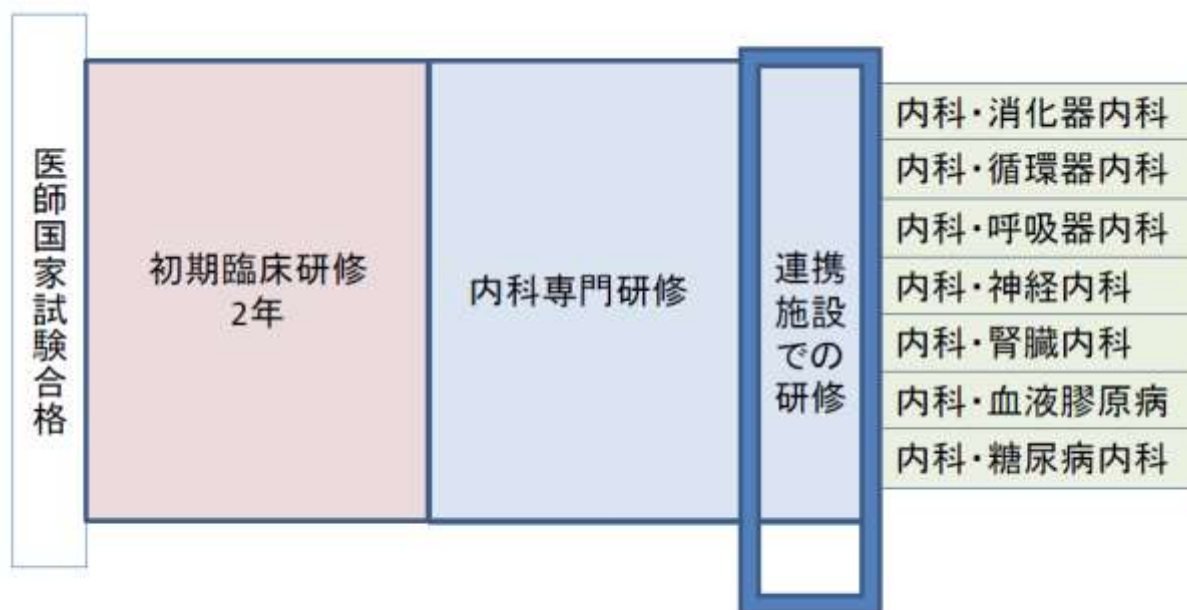 医師国家試験合格
初期臨床研修
2年
内科専門研修
連携
施設
での
研修
内科・消化器内科
内科・循環器内科
内科・呼吸器内科
内科・神経内科
内科・腎臓内科
内科・血液膠原病
内科・糖尿病内科